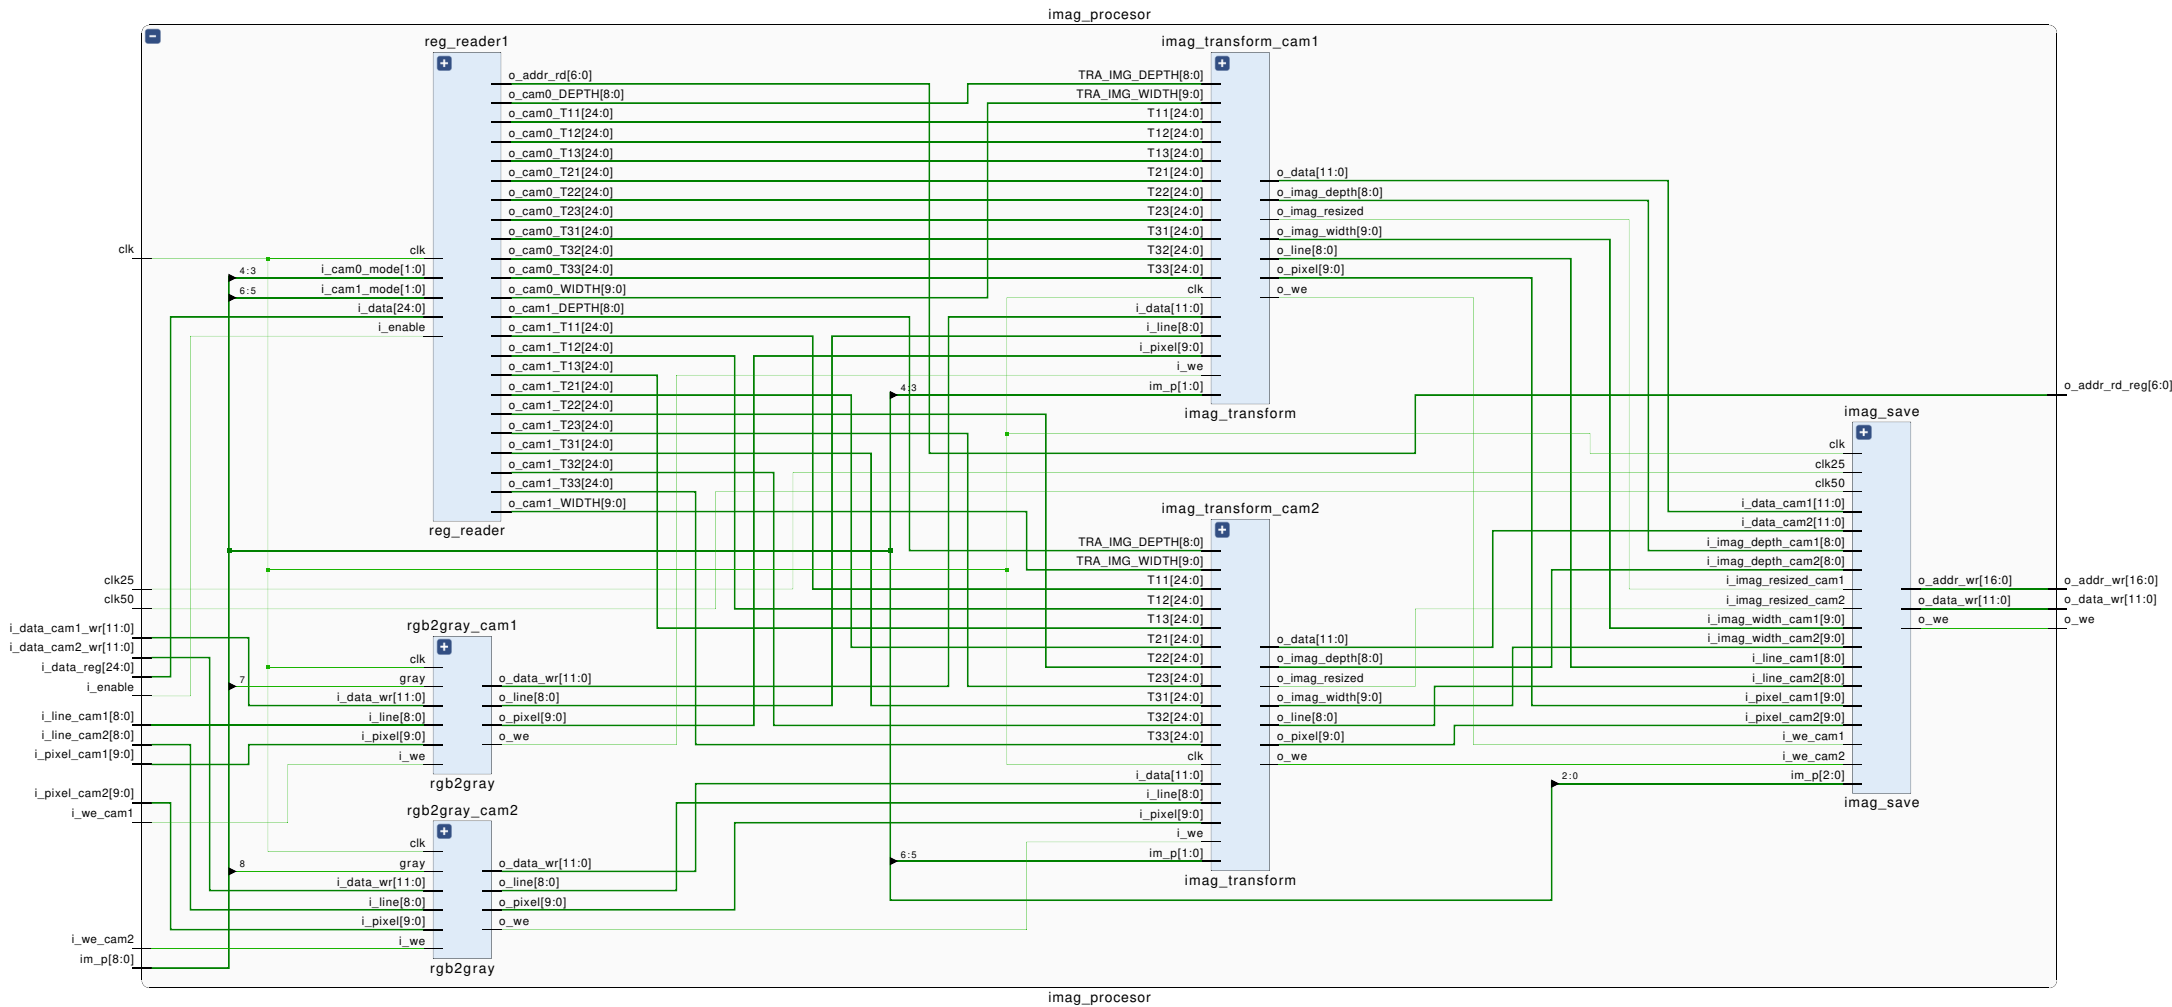 imag_procesor
reg_reader1
clk
i_cam0_mode[1:0]
i_cam1_mode[1:0]
i_data[24:0]
i_enable
4:3
6:5
o_addr_rd[6:0]
o_cam0_DEPTH[8:0]
o_cam0_T11[24:0]
o_cam0_T12[24:0]
o_cam0_T13[24:0]
o_cam0_T21[24:0]
o_cam0_T22[24:0]
o_cam0_T23[24:0]
o_cam0_T31[24:0]
o_cam0_T32[24:0]
o_cam0_T33[24:0]
o_cam0_WIDTH[9:0]
o_cam1_DEPTH[8:0]
o_cam1_T11[24:0]
o_cam1_T12[24:0]
o_cam1_T13[24:0]
o_cam1_T21[24:0]
o_cam1_T22[24:0]
o_cam1_T23[24:0]
o_cam1_T31[24:0]
o_cam1_T32[24:0]
o_cam1_T33[24:0]
o_cam1_WIDTH[9:0]
reg_reader
imag_transform_cam1
TRA_IMG_DEPTH[8:0]
TRA_IMG_WIDTH[9:0]
T11[24:0]
T12[24:0]
T13[24:0]
T21[24:0]
T22[24:0]
T23[24:0]
T31[24:0]
T32[24:0]
T33[24:0]
clk
i_data[11:0]
i_line[8:0]
i_pixel[9:0]
i_we
im_p[1:0]
4:3
o_data[11:0]
o_imag_depth[8:0]
o_imag_resized
o_imag_width[9:0]
o_line[8:0]
o_pixel[9:0]
o_we
imag_transform
imag_transform_cam2
TRA_IMG_DEPTH[8:0]
TRA_IMG_WIDTH[9:0]
T11[24:0]
T12[24:0]
T13[24:0]
T21[24:0]
T22[24:0]
T23[24:0]
T31[24:0]
T32[24:0]
T33[24:0]
clk
i_data[11:0]
i_line[8:0]
i_pixel[9:0]
i_we
im_p[1:0]
6:5
o_data[11:0]
o_imag_depth[8:0]
o_imag_resized
o_imag_width[9:0]
o_line[8:0]
o_pixel[9:0]
o_we
imag_transform
imag_save
clk
clk25
clk50
i_data_cam1[11:0]
i_data_cam2[11:0]
i_imag_depth_cam1[8:0]
i_imag_depth_cam2[8:0]
i_imag_resized_cam1
i_imag_resized_cam2
i_imag_width_cam1[9:0]
i_imag_width_cam2[9:0]
i_line_cam1[8:0]
i_line_cam2[8:0]
i_pixel_cam1[9:0]
i_pixel_cam2[9:0]
i_we_cam1
i_we_cam2
im_p[2:0]
2:0
o_addr_wr[16:0]
o_data_wr[11:0]
o_we
imag_save
rgb2gray_cam1
clk
gray
i_data_wr[11:0]
i_line[8:0]
i_pixel[9:0]
i_we
7
o_data_wr[11:0]
o_line[8:0]
o_pixel[9:0]
o_we
rgb2gray
rgb2gray_cam2
clk
gray
i_data_wr[11:0]
i_line[8:0]
i_pixel[9:0]
i_we
8
o_data_wr[11:0]
o_line[8:0]
o_pixel[9:0]
o_we
rgb2gray
clk
clk25
clk50
i_data_cam1_wr[11:0]
i_data_cam2_wr[11:0]
i_data_reg[24:0]
i_enable
i_line_cam1[8:0]
i_line_cam2[8:0]
i_pixel_cam1[9:0]
i_pixel_cam2[9:0]
i_we_cam1
i_we_cam2
im_p[8:0]
o_addr_rd_reg[6:0]
o_addr_wr[16:0]
o_data_wr[11:0]
o_we
imag_procesor